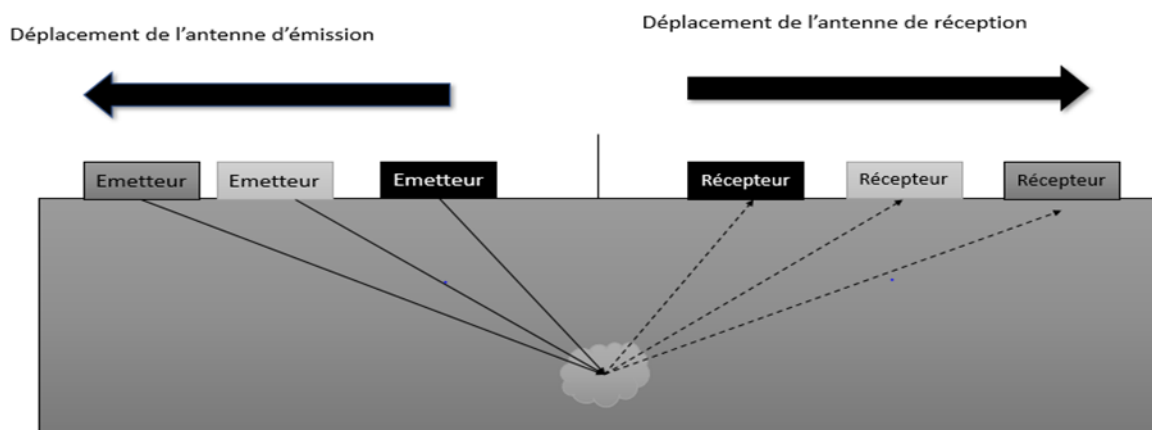 Déplacement de l’antenne d’émission
Déplacement de l’antenne de réception
Emetteur
Emetteur
Emetteur
Récepteur
Récepteur
Récepteur